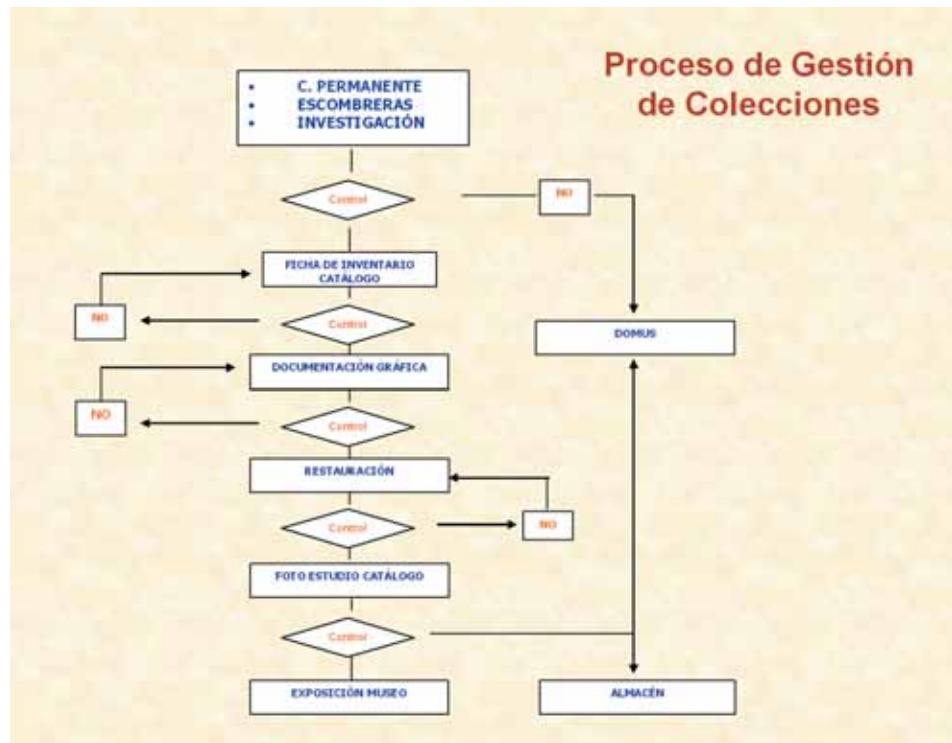 Proceso de Gestión
de Colecciones
• C. PERMANENTE
• ESCOMBRERAS
• INVESTIGACIÓN
Control
NO
FICHA DE INVENTARIO
CATÁLOGO
NO
Control
DOMUS
DOCUMENTACIÓN GRÁFICA
NO
Control
RESTAURACIÓN
Control
NO
FOTO ESTUDIO CATÁLOGO
Control
EXPOSICIÓN MUSEO
ALMACÉN